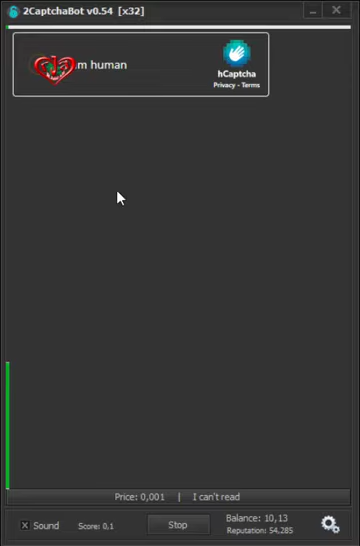 2CaptchaBot v0.54 [x32]
am human
hCaptcha
Privacy - Terms
Price: 0,001 | I can't read
Sound
Score: 0,1
Stop
Balance: 10,13
Reputation: 54,285